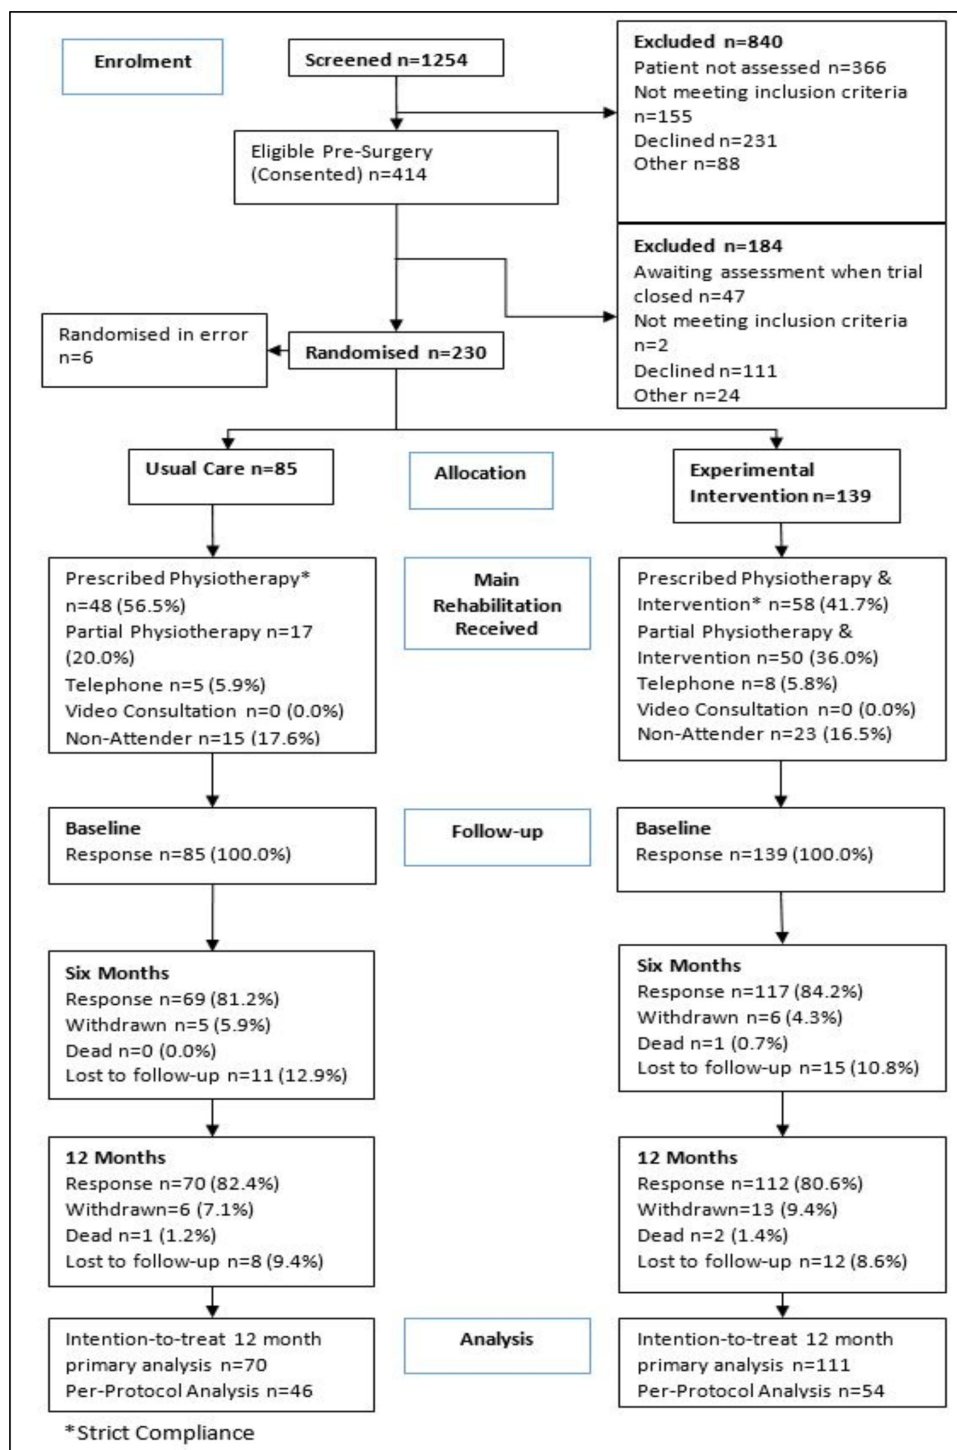 Enrolment
Screened n=1254
Excluded n=840
Patient not assessed n=366
Not meeting inclusion criteria
n=155
Declined n=231
Other n=88
Eligible Pre-Surgery
(Consented) n=414
Excluded n=184
Awaiting assessment when trial
closed n=47
Not meeting inclusion criteria
n=2
Declined n=111
Other n=24
Randomised in error
n=6
Randomised n=230
Usual Care n=85
Allocation
Experimental
Intervention n=139
Prescribed Physiotherapy*
n=48 (56.5%)
Partial Physiotherapy n=17
(20.0%)
Telephone n=5 (5.9%)
Video Consultation n=0 (0.0%)
Non-Attender n=15 (17.6%)
Main
Rehabilitation
Received
Prescribed Physiotherapy &
Intervention* n=58 (41.7%)
Partial Physiotherapy &
Intervention n=50 (36.0%)
Telephone n=8 (5.8%)
Video Consultation n=0 (0.0%)
Non-Attender n=23 (16.5%)
Baseline
Response n=85 (100.0%)
Follow-up
Baseline
Response n=139 (100.0%)
Six Months
Response n=69 (81.2%)
Withdrawn n=5 (5.9%)
Dead n=0 (0.0%)
Lost to follow-up n=11 (12.9%)
Six Months
Response n=117 (84.2%)
Withdrawn n=6 (4.3%)
Dead n=1 (0.7%)
Lost to follow-up n=15 (10.8%)
12 Months
Response n=70 (82.4%)
Withdrawn=6 (7.1%)
Dead n=1 (1.2%)
Lost to follow-up n=8 (9.4%)
12 Months
Response n=112 (80.6%)
Withdrawn=13 (9.4%)
Dead n=2 (1.4%)
Lost to follow-up n=12 (8.6%)
Intention-to-treat 12 month
primary analysis n=70
Per-Protocol Analysis n=46
Analysis
Intention-to-treat 12 month
primary analysis n=111
Per-Protocol Analysis n=54
*Strict Compliance